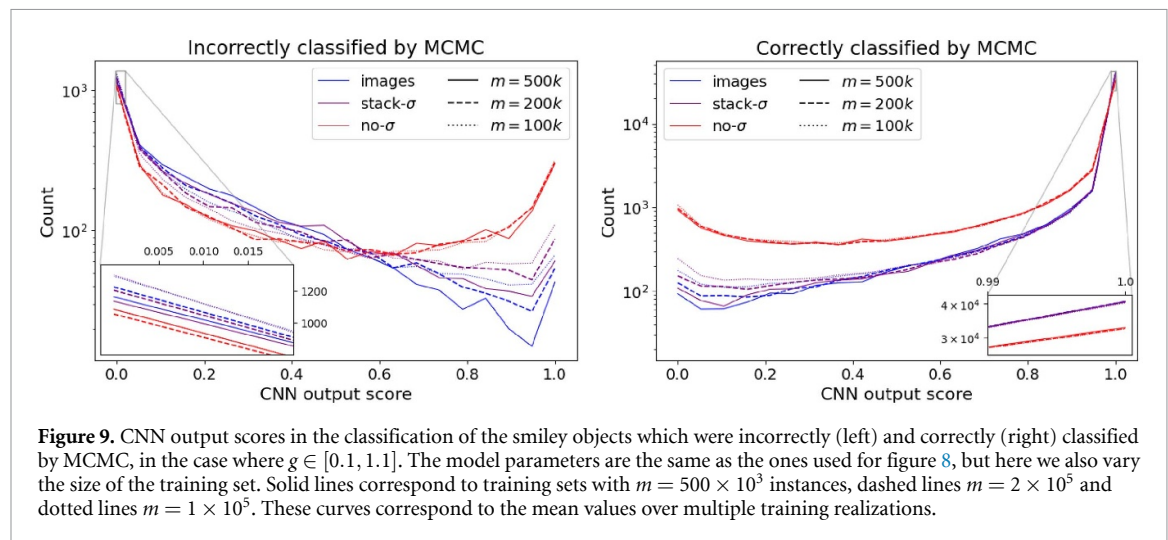 Incorrectly classified by MCMC
images
stack-σ
no-σ
m = 500k
m = 200k
m = 100k
10³
10²
Count
0.005 0.010 0.015
1200
1000
0.0 0.2 0.4 0.6 0.8 1.0
CNN output score
Correctly classified by MCMC
images
stack-σ
no-σ
m = 500k
m = 200k
m = 100k
10⁴
10³
10²
Count
0.99 1.0
4 × 10⁴
3 × 10⁴
0.0 0.2 0.4 0.6 0.8 1.0
CNN output score
Figure 9. CNN output scores in the classification of the smiley objects which were incorrectly (left) and correctly (right) classified
by MCMC, in the case where g ∈ [0.1, 1.1]. The model parameters are the same as the ones used for figure 8, but here we also vary
the size of the training set. Solid lines correspond to training sets with m = 500 × 10³ instances, dashed lines m = 2 × 10⁵ and
dotted lines m = 1 × 10⁵. These curves correspond to the mean values over multiple training realizations.